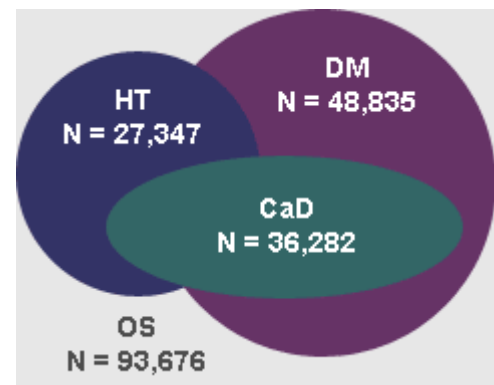 HT
N = 27,347
DM
N = 48,835
CaD
N = 36,282
OS
N = 93,676